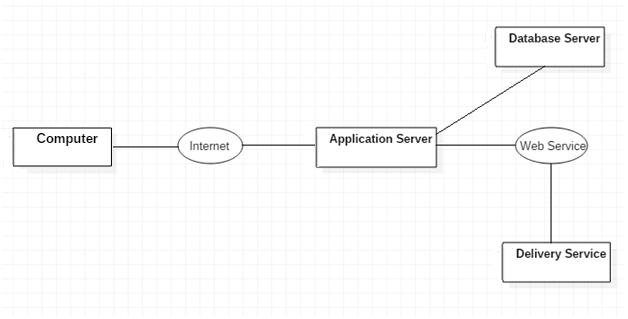 Database Server
Computer
Internet
Application Server
Web Service
Delivery Service